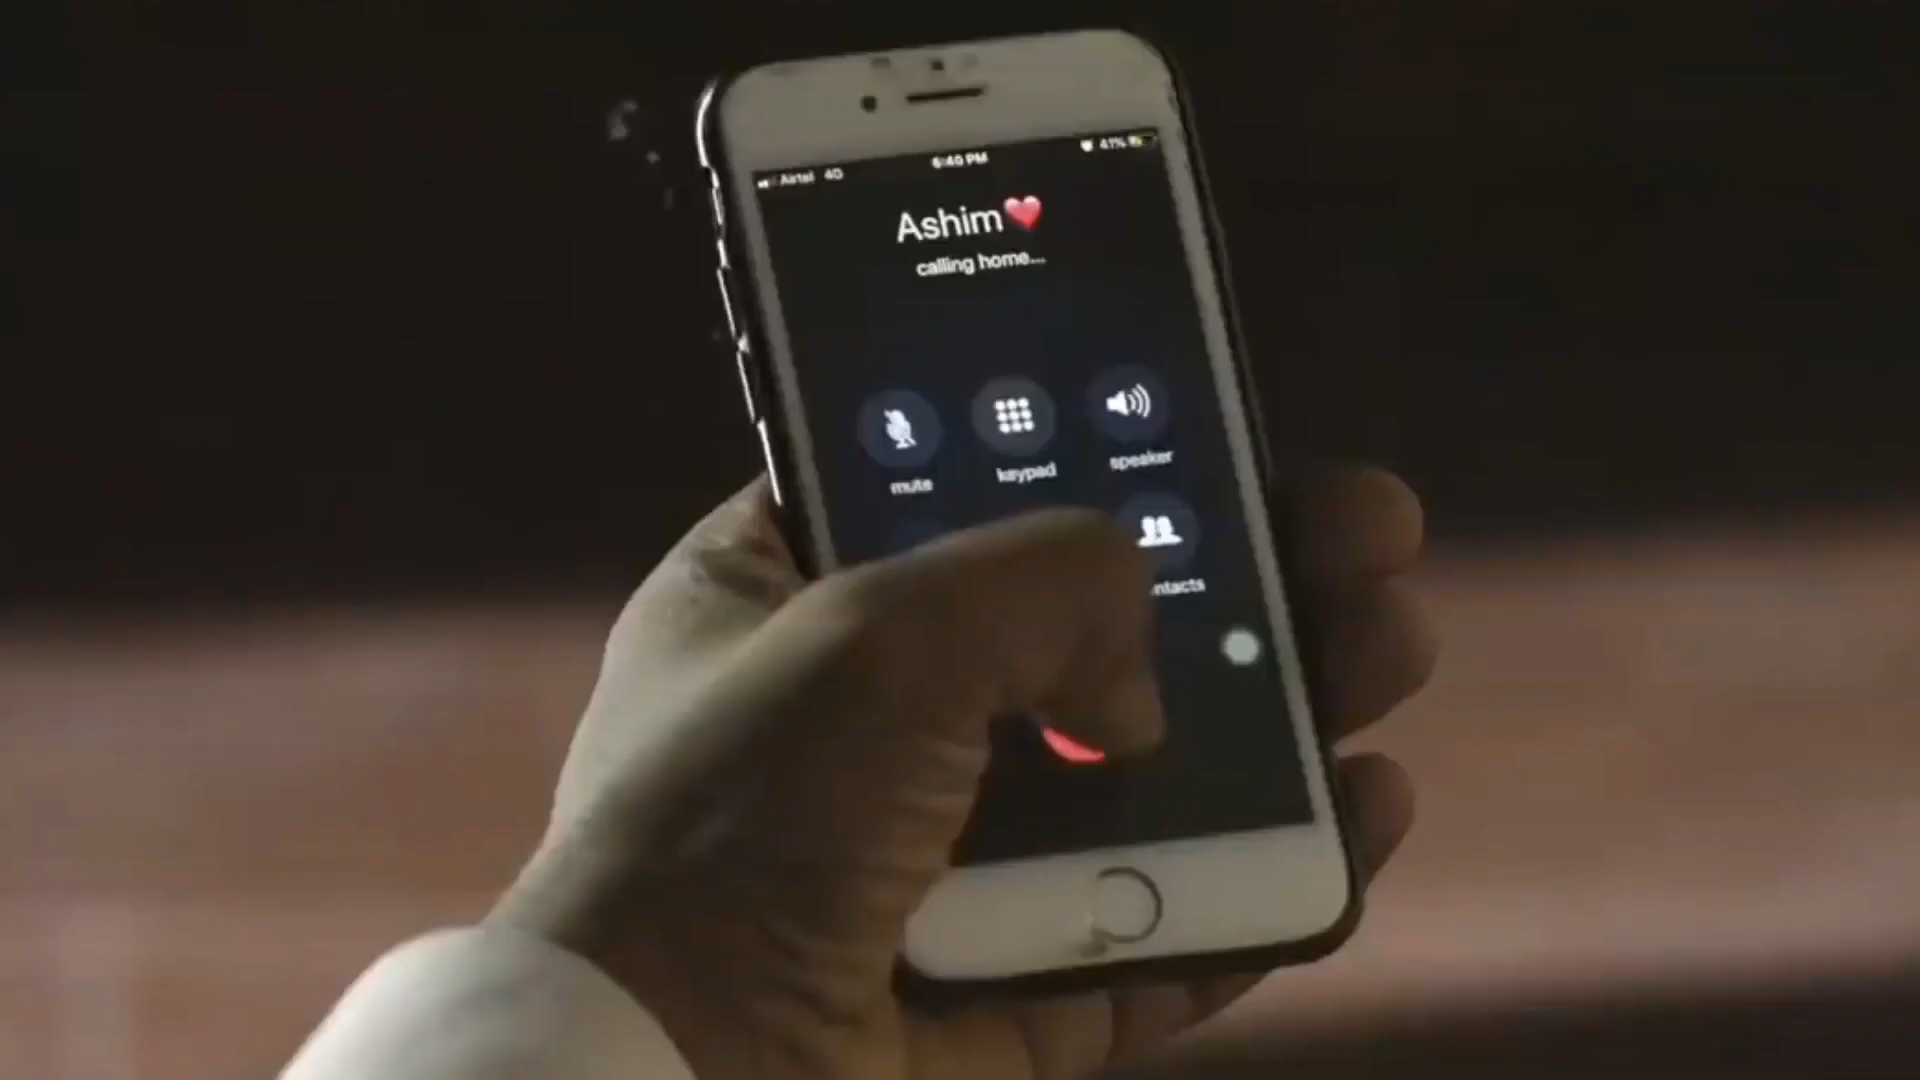 Airtel 4G 6:40 PM 41%
Ashim❤️
calling home...
mute keypad speaker
ntacts